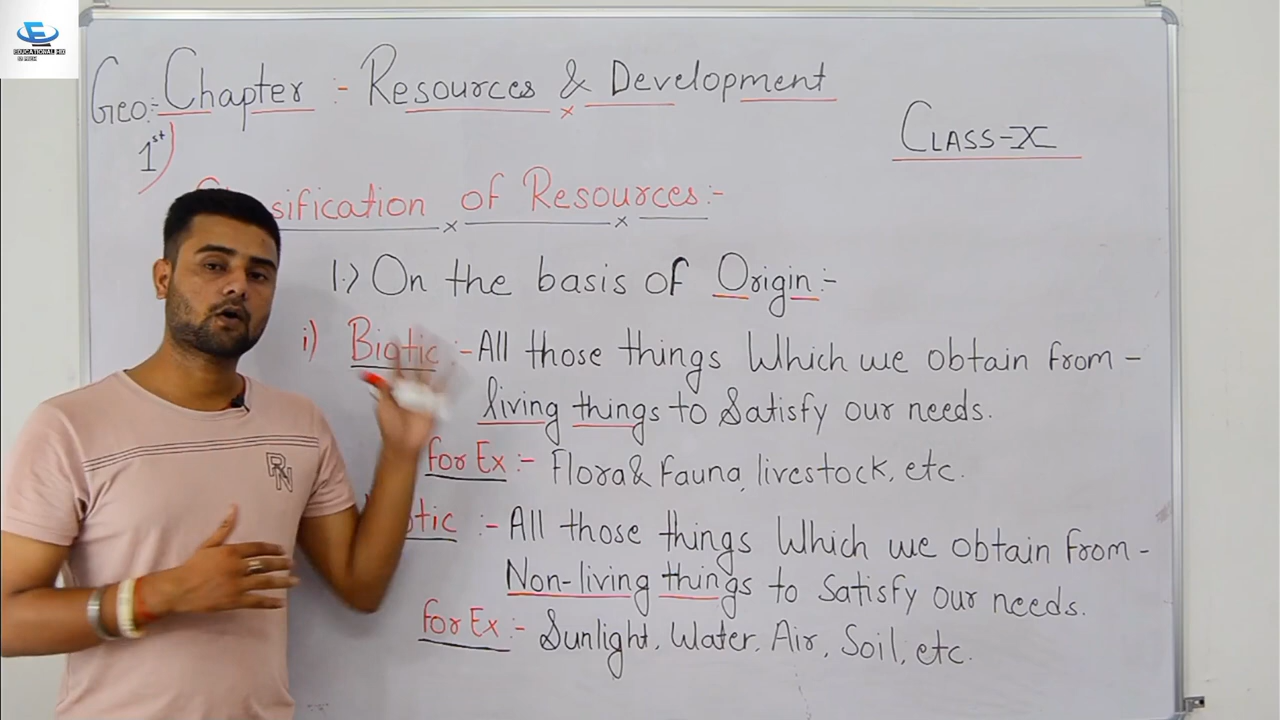 EDUCATIONAL
Geo:- Chapter :- Resources & Development
1st
CLASS-X
sification of Resources:-
1.) On the basis of Origin:-
i) Biotic :- All those things Which we obtain from -
living things to Satisfy our needs.
For Ex :- Flora & Fauna, livestock, etc.
otic :- All those things Which we obtain from -
Non-living things to Satisfy our needs.
For Ex :- Sunlight, Water, Air, Soil, etc.
RN